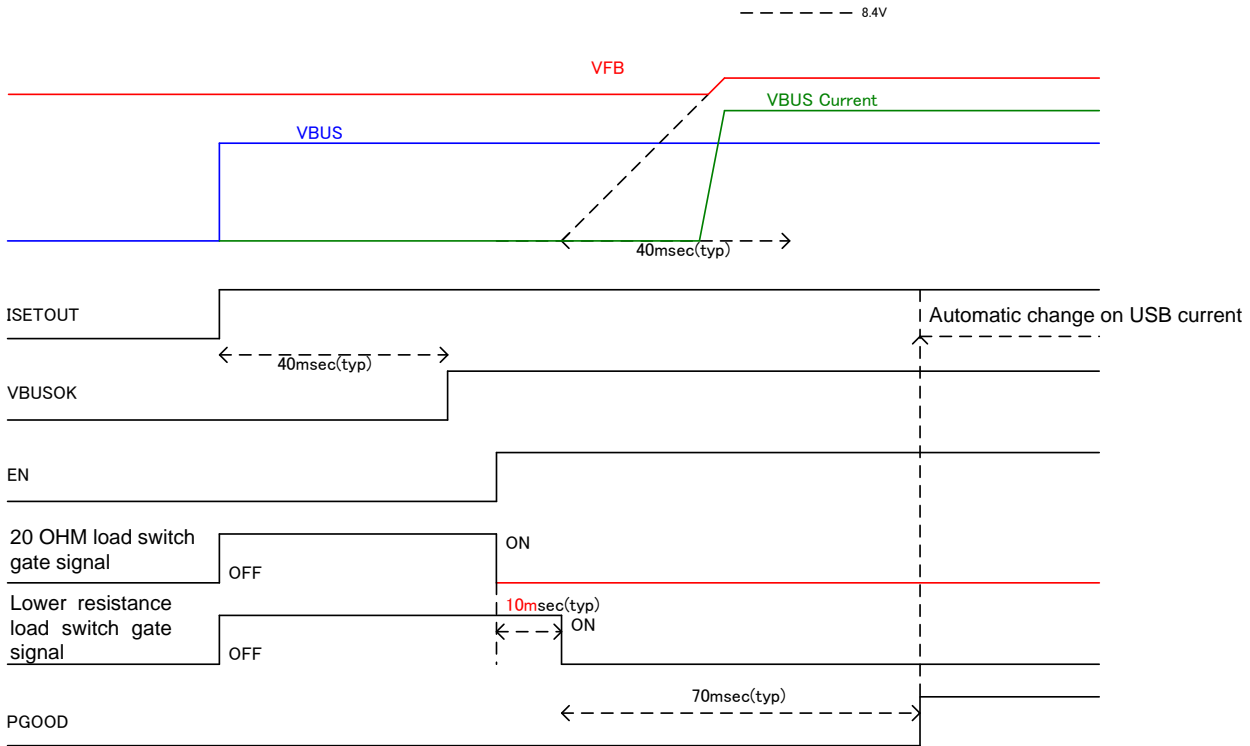 8.4V
VFB
VBUS Current
VBUS
40msec(typ)
ISETOUT
Automatic change on USB current
40msec(typ)
VBUSOK
EN
20 OHM load switch
gate signal
ON
OFF
Lower resistance
load switch gate
signal
10msec(typ)
ON
OFF
70msec(typ)
PGOOD